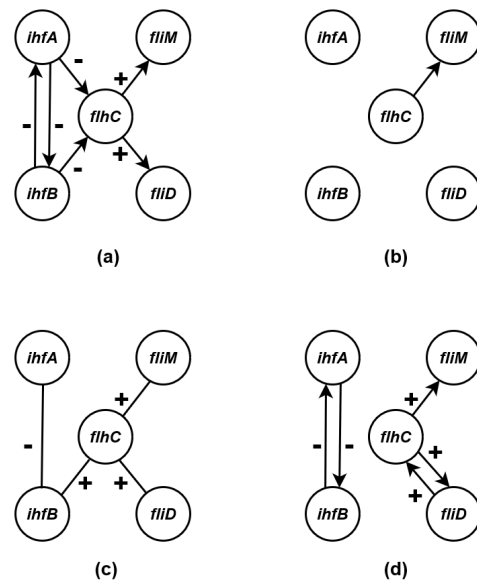 ihfA fliM ihfA fliM
- +
flhC flhC
- - +
ihfB - fliD ihfB fliD
(a) (b)
ihfA fliM ihfA fliM
+ +
- flhC - - flhC +
+ + +
ihfB fliD ihfB fliD
(c) (d)